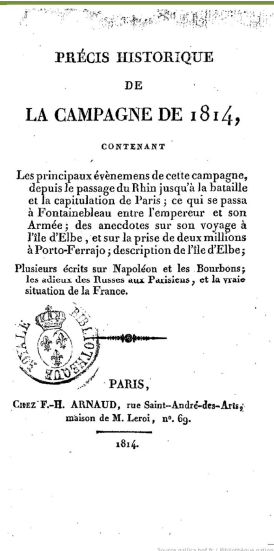 PRÉCIS HISTORIQUE
DE
LA CAMPAGNE DE 1814,
CONTENANT
Les principaux évènemens de cette campagne,
depuis le passage du Rhin jusqu'à la bataille
et la capitulation de Paris ; ce qui se passa
à Fontainebleau entre l'empereur et son
Armée ; des anecdotes sur son voyage à
l'île d'Elbe, et sur la prise de deux millions
à Porto-Ferrajo ; description de l'île d'Elbe;
Plusieurs écrits sur Napoléon et les Bourbons;
les adieux des Russes aux Parisiens, et la vraie
situation de la France.
BIBLIOTHEQUE ROYALE
PARIS,
CHEZ F.-H. ARNAUD, rue Saint-André-des-Arts,
maison de M. Leroi, n°. 69.
1814.